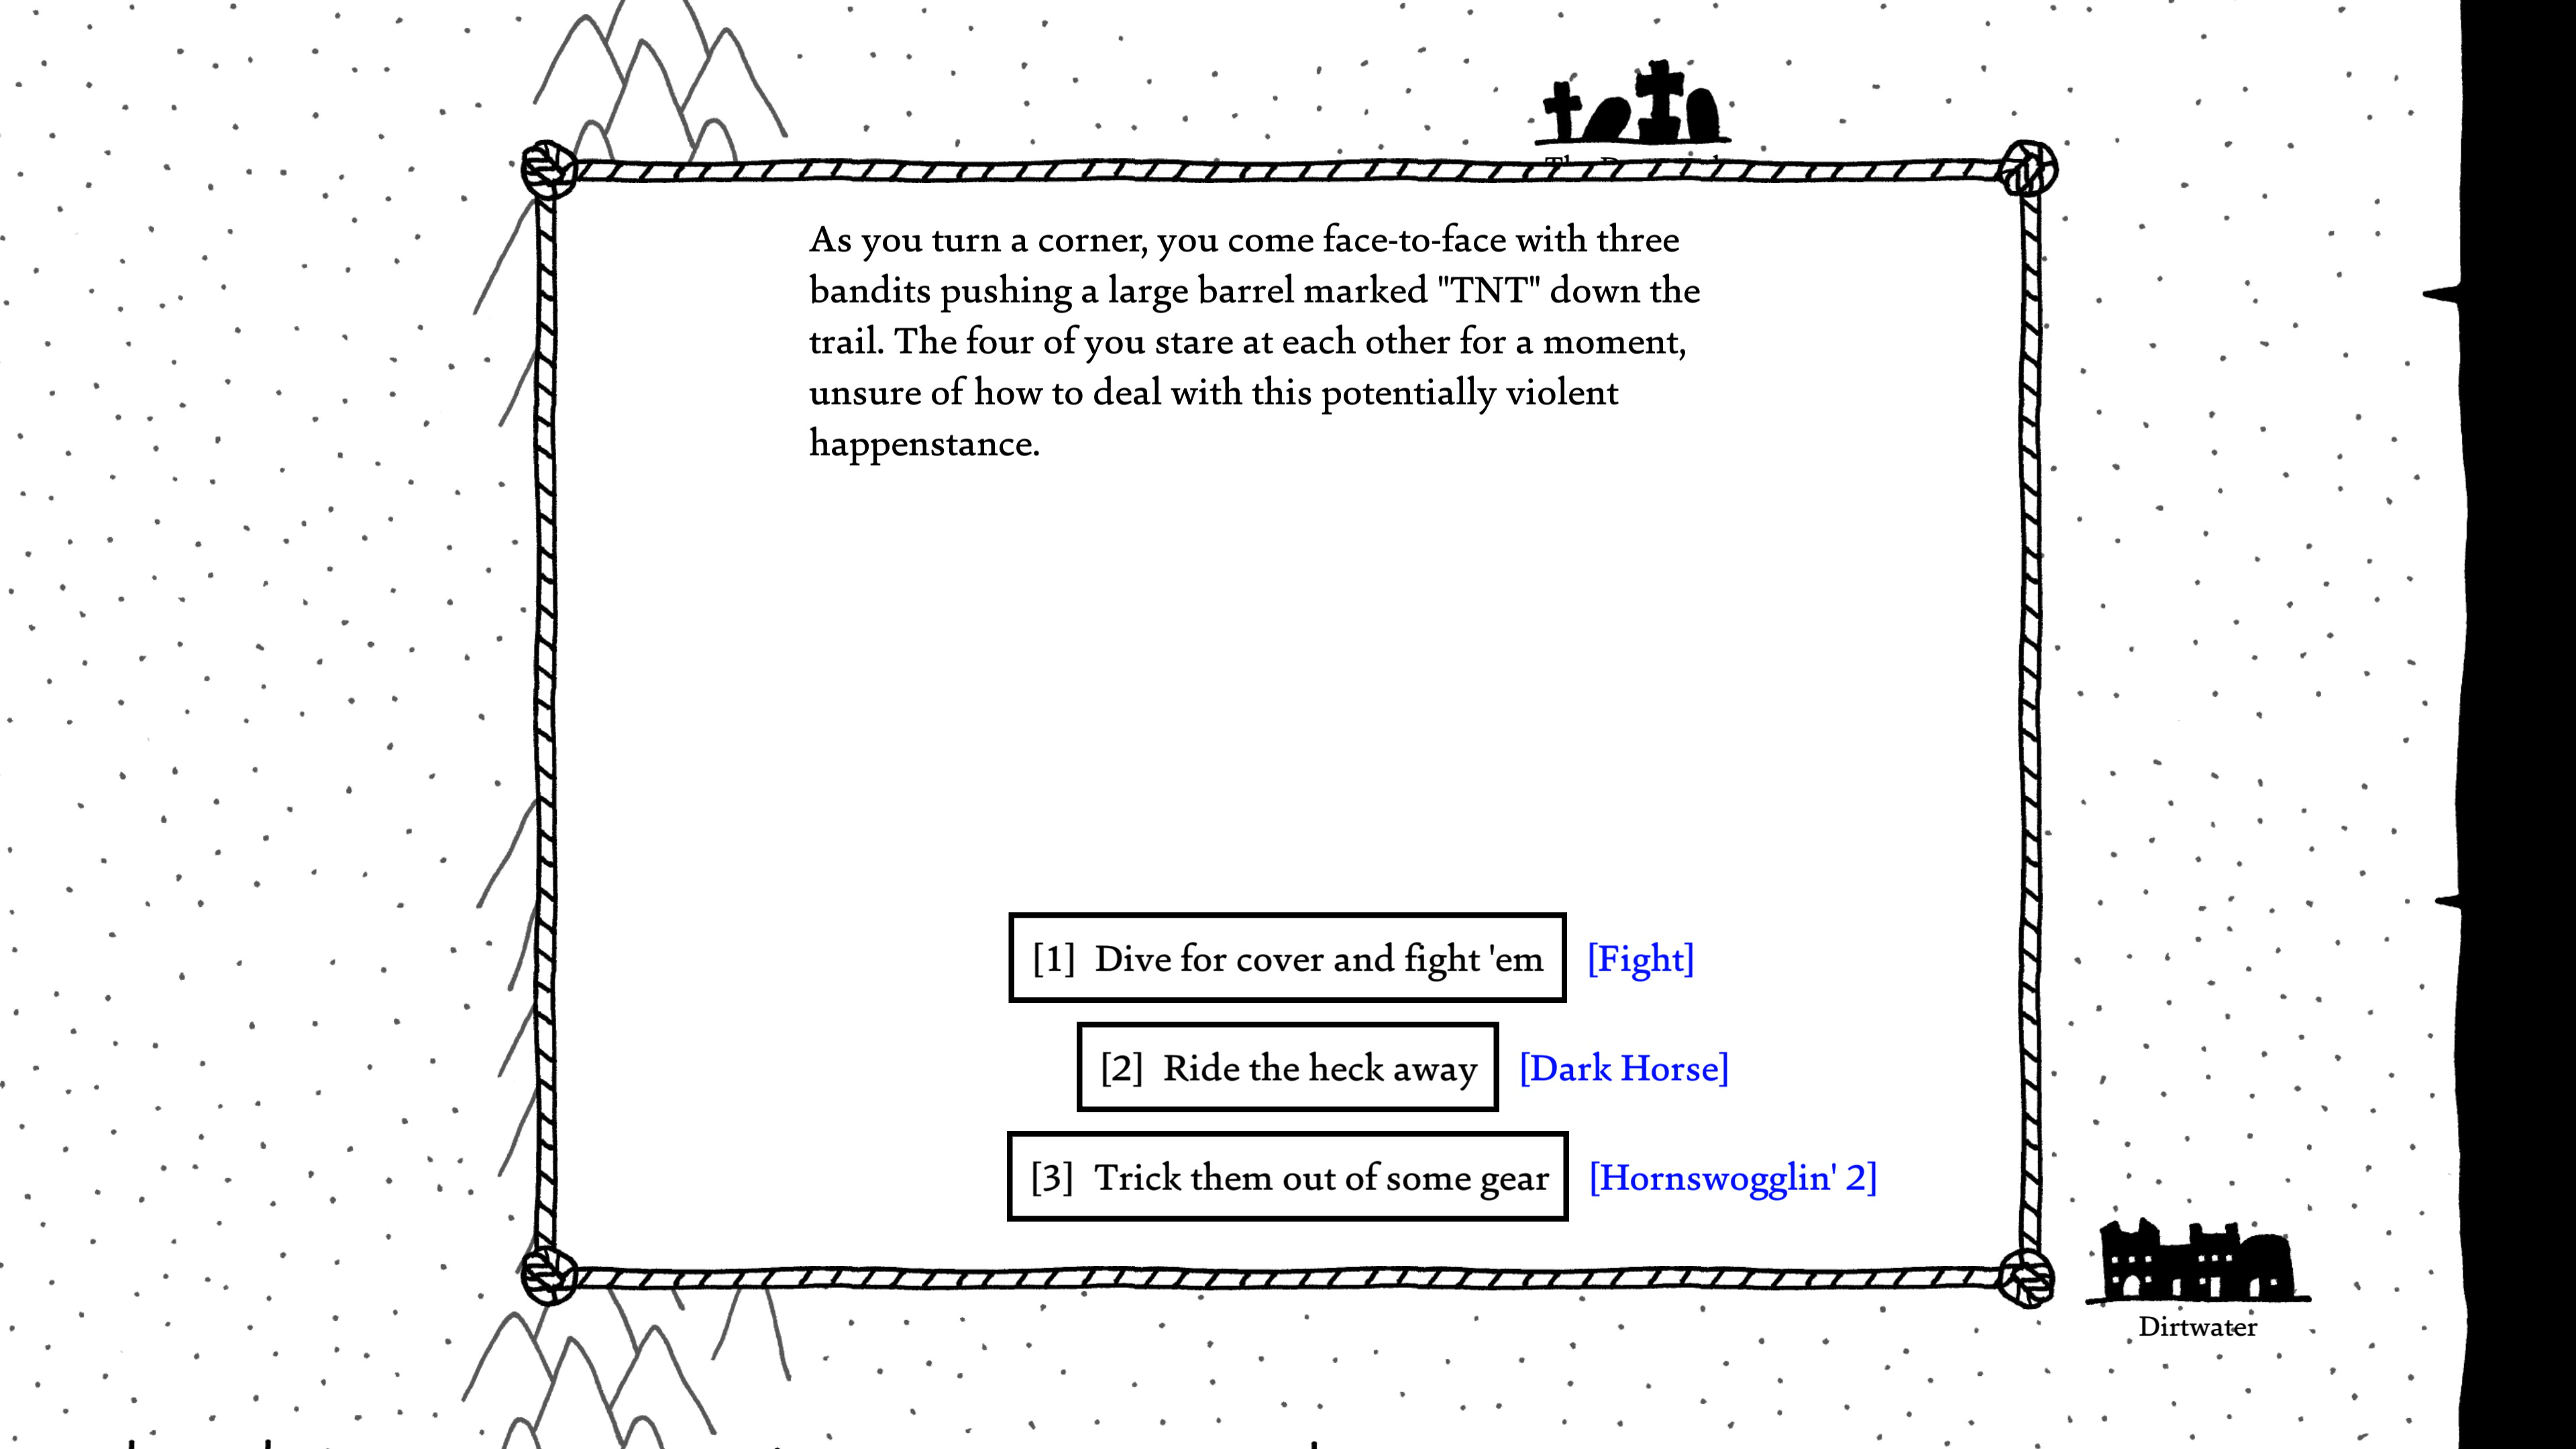 As you turn a corner, you come face-to-face with three
bandits pushing a large barrel marked "TNT" down the
trail. The four of you stare at each other for a moment,
unsure of how to deal with this potentially violent
happenstance.
[1] Dive for cover and fight 'em [Fight]
[2] Ride the heck away [Dark Horse]
[3] Trick them out of some gear [Hornswogglin' 2]
Dirtwater